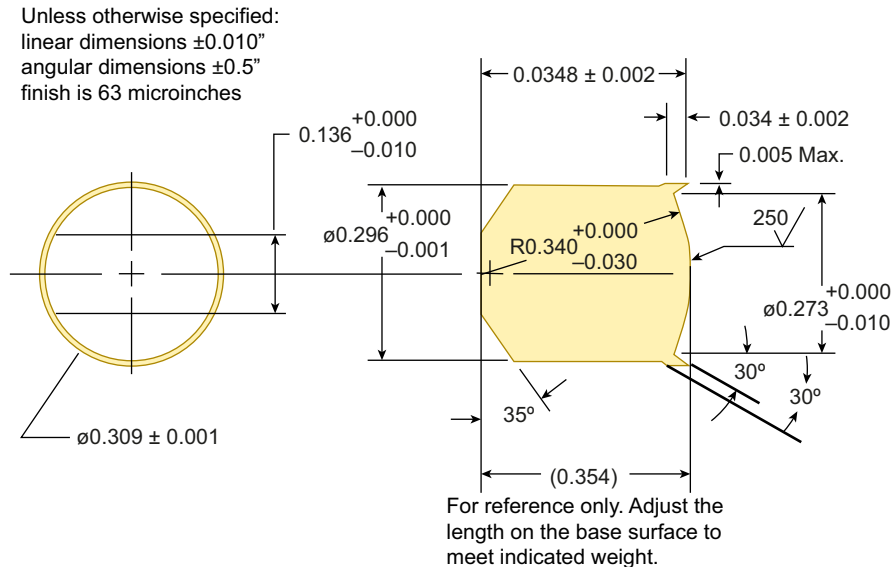 Unless otherwise specified:
linear dimensions ±0.010”
angular dimensions ±0.5”
finish is 63 microinches
0.0348 ± 0.002
0.034 ± 0.002
0.136 +0.000
–0.010
0.005 Max.
ø0.296 +0.000
–0.001
R0.340 +0.000
–0.030
250
ø0.273 +0.000
–0.010
30º
30º
35º
ø0.309 ± 0.001
(0.354)
For reference only. Adjust the
length on the base surface to
meet indicated weight.